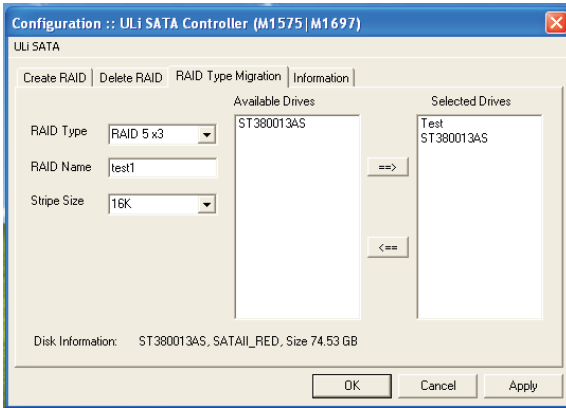 Configuration :: ULi SATA Controller (M1575|M1697)
ULi SATA
Create RAID Delete RAID RAID Type Migration Information
Available Drives Selected Drives
RAID Type RAID 5 x3 ST380013AS Test
ST380013AS
RAID Name test1 ==>
Stripe Size 16K
<==
Disk Information: ST380013AS, SATAII_RED, Size 74.53 GB
OK Cancel Apply